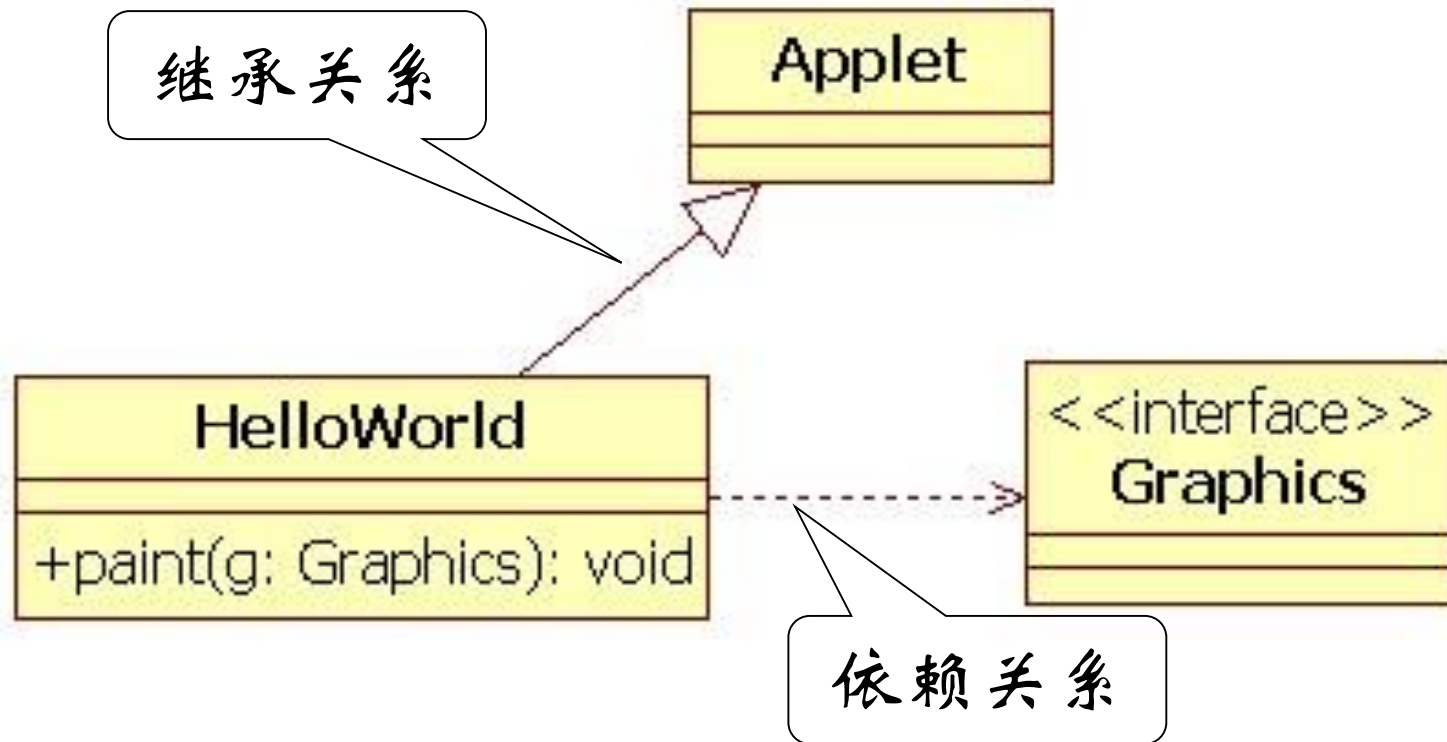 继承关系
Applet
HelloWorld
+paint(g: Graphics): void
<<interface>>
Graphics
依赖关系